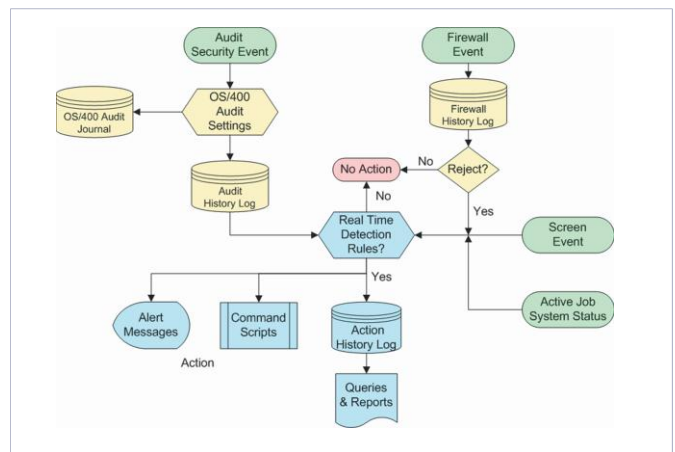 Audit
Security Event
Firewall
Event
OS/400
Audit
Settings
OS/400 Audit
Journal
Firewall
History Log
Audit
History Log
No Action
No
Reject?
No
Yes
Real Time
Detection
Rules?
Screen
Event
Yes
Active Job
System Status
Alert
Messages
Command
Scripts
Action
History Log
Action
Queries
& Reports